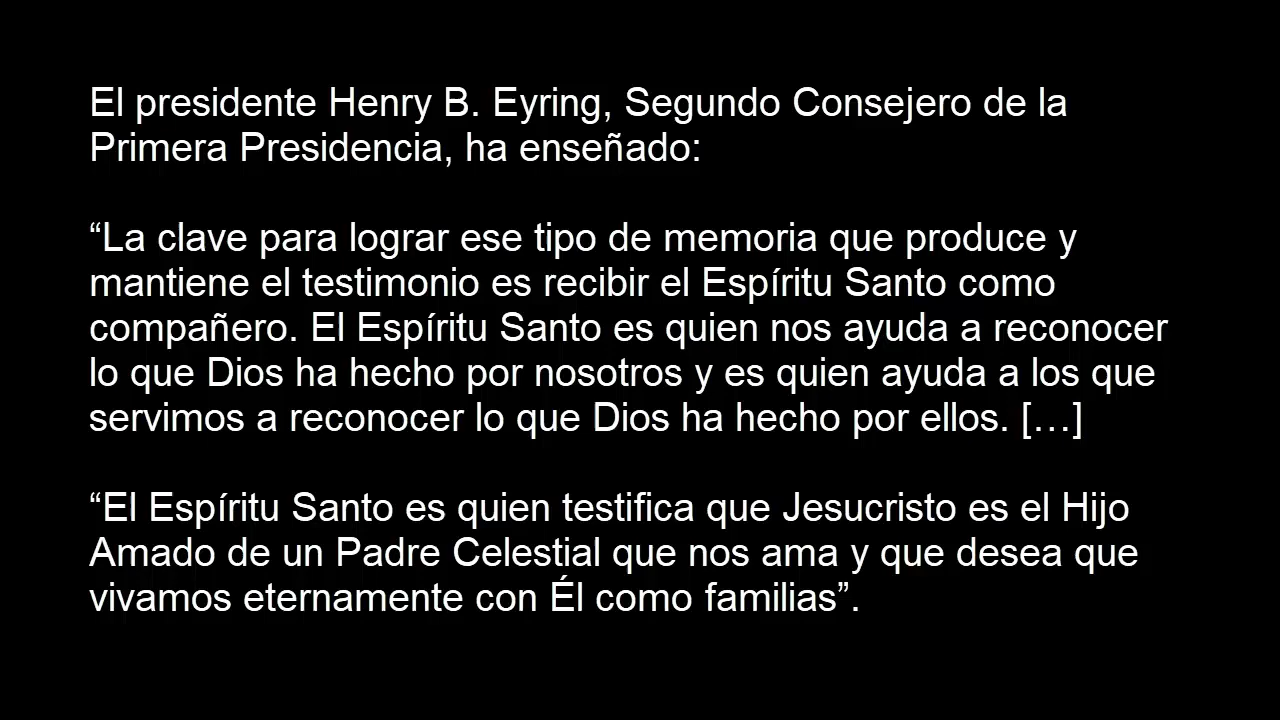 El presidente Henry B. Eyring, Segundo Consejero de la
Primera Presidencia, ha enseñado:
“La clave para lograr ese tipo de memoria que produce y
mantiene el testimonio es recibir el Espíritu Santo como
compañero. El Espíritu Santo es quien nos ayuda a reconocer
lo que Dios ha hecho por nosotros y es quien ayuda a los que
servimos a reconocer lo que Dios ha hecho por ellos. […]
“El Espíritu Santo es quien testifica que Jesucristo es el Hijo
Amado de un Padre Celestial que nos ama y que desea que
vivamos eternamente con Él como familias”.